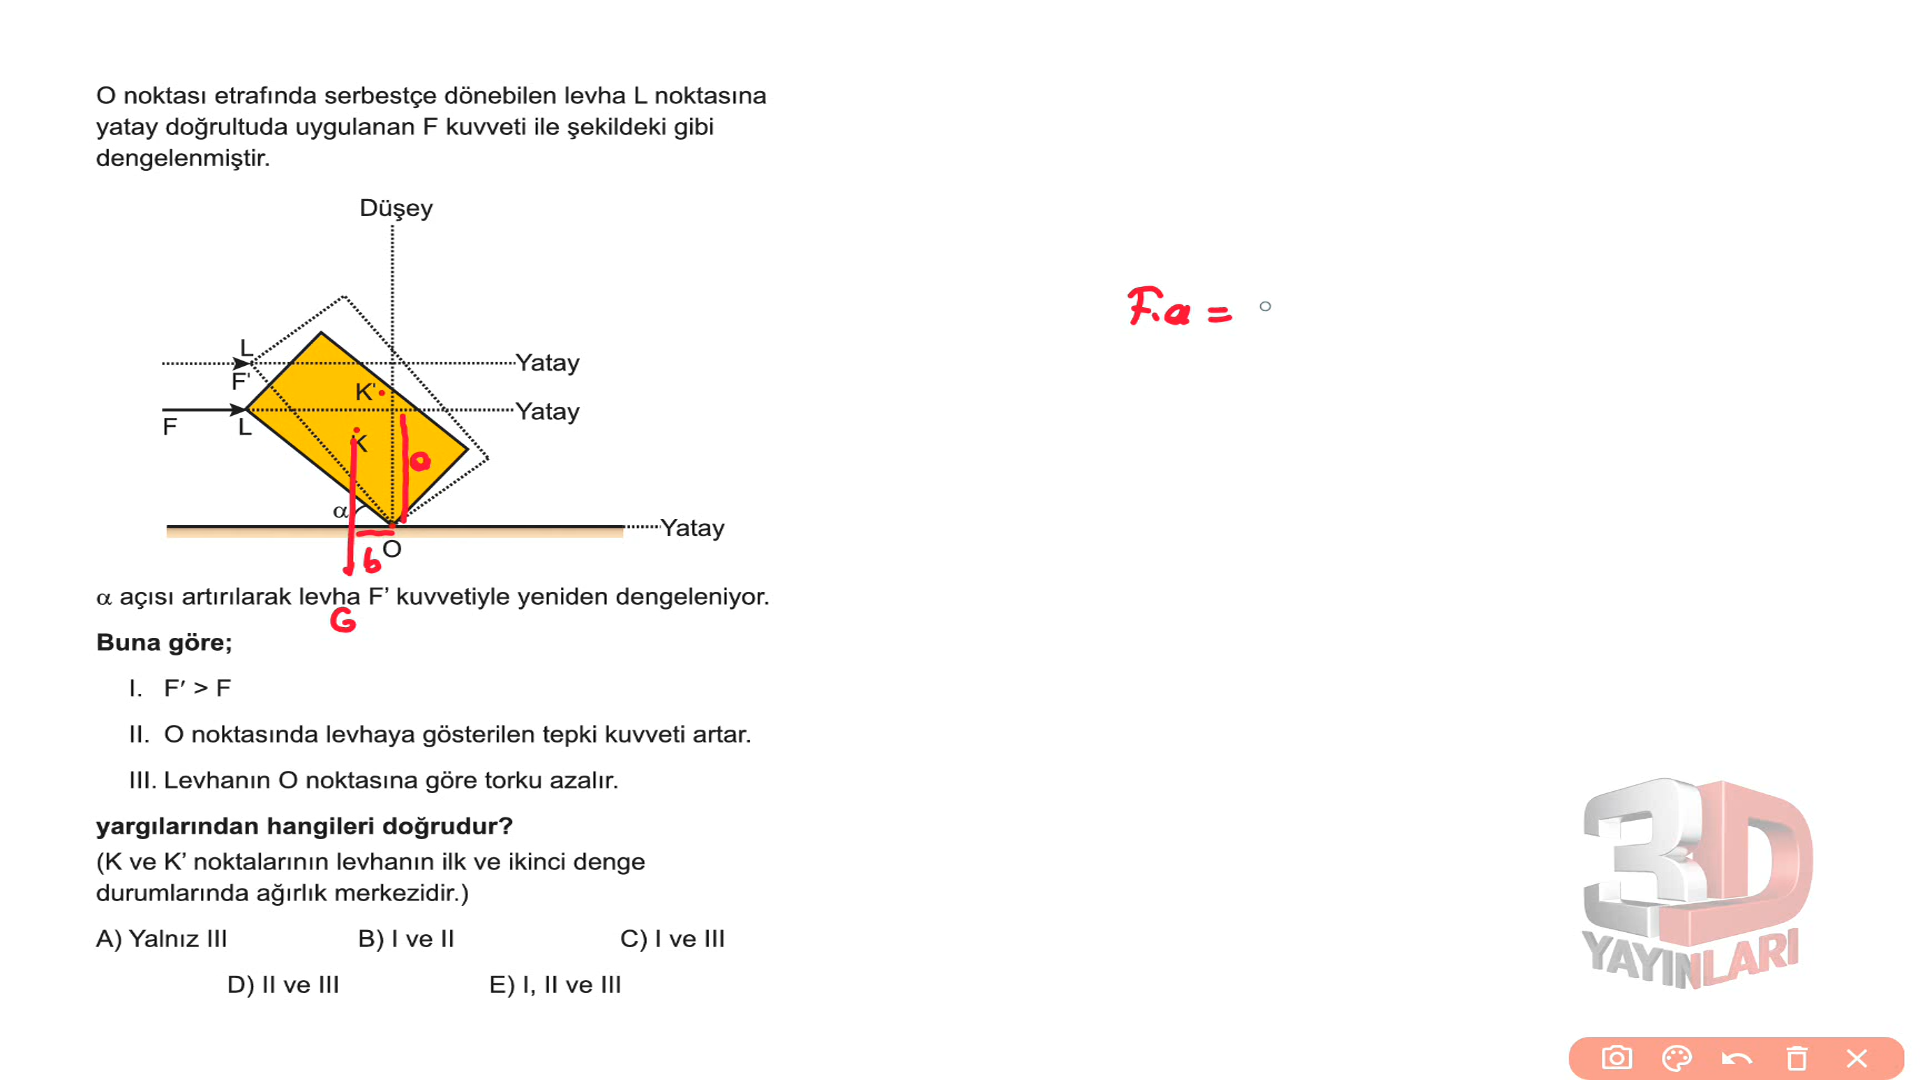 O noktası etrafında serbestçe dönebilen levha L noktasına
yatay doğrultuda uygulanan F kuvveti ile şekildeki gibi
dengelenmiştir.
Düşey
F.a =
L
Yatay
F'
K'
Yatay
F
L
K
a
α
Yatay
O
b
α açısı artırılarak levha F’ kuvvetiyle yeniden dengeleniyor.
G
Buna göre;
I. F′ > F
II. O noktasında levhaya gösterilen tepki kuvveti artar.
III. Levhanın O noktasına göre torku azalır.
yargılarından hangileri doğrudur?
(K ve K’ noktalarının levhanın ilk ve ikinci denge
durumlarında ağırlık merkezidir.)
A) Yalnız III B) I ve II C) I ve III
D) II ve III E) I, II ve III
3D
YAYINLARI